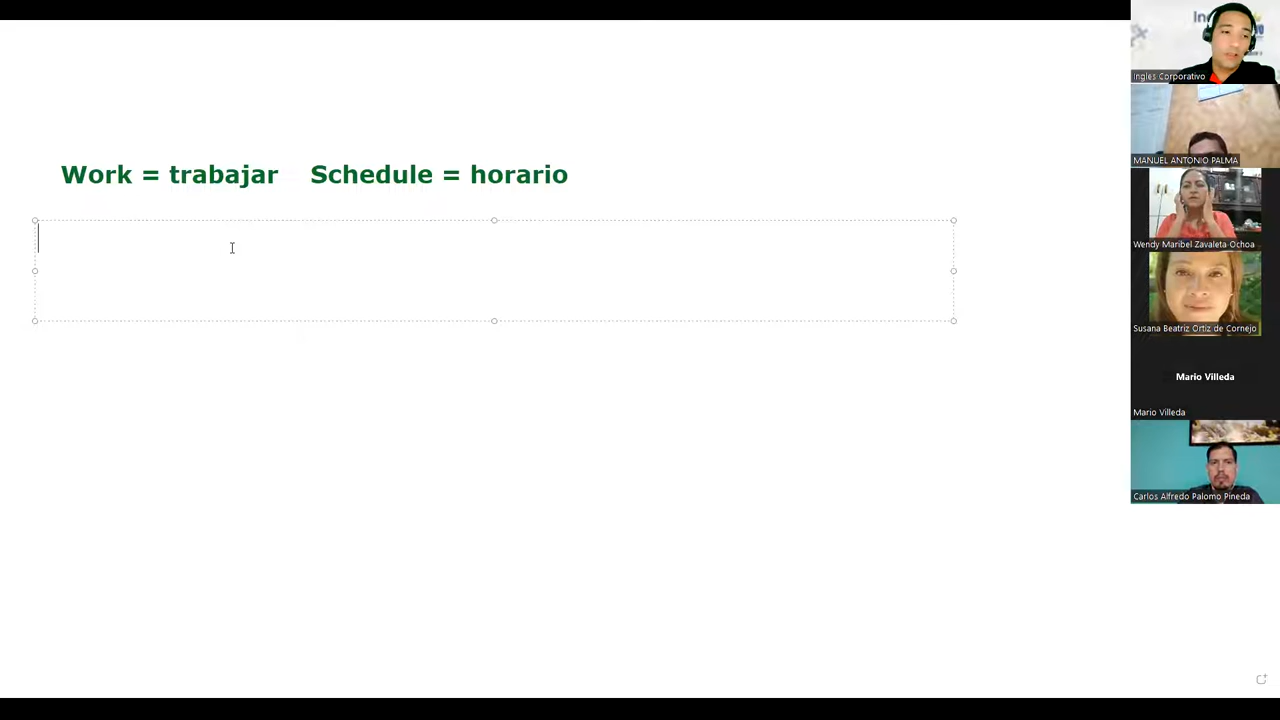 Work = trabajar    Schedule = horario
Ingles Corporativo
MANUEL ANTONIO PALMA
Wendy Maribel Zavaleta Ochoa
Susana Beatriz Ortiz de Cornejo
Mario Villeda
Mario Villeda
Carlos Alfredo Palomo Pineda